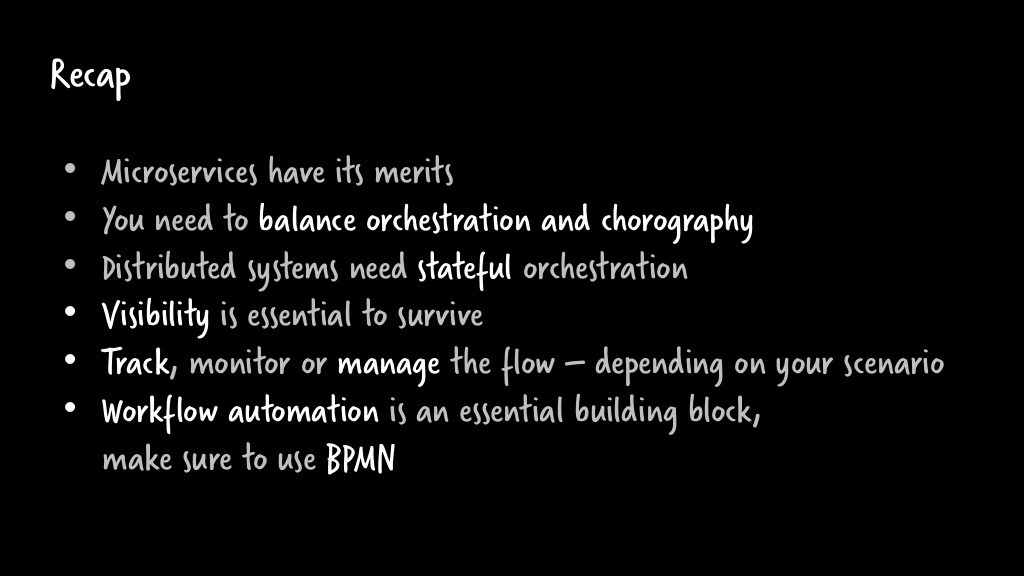 Recap
• Microservices have its merits
• You need to balance orchestration and chorography
• Distributed systems need stateful orchestration
• Visibility is essential to survive
• Track, monitor or manage the flow – depending on your scenario
• Workflow automation is an essential building block,
make sure to use BPMN